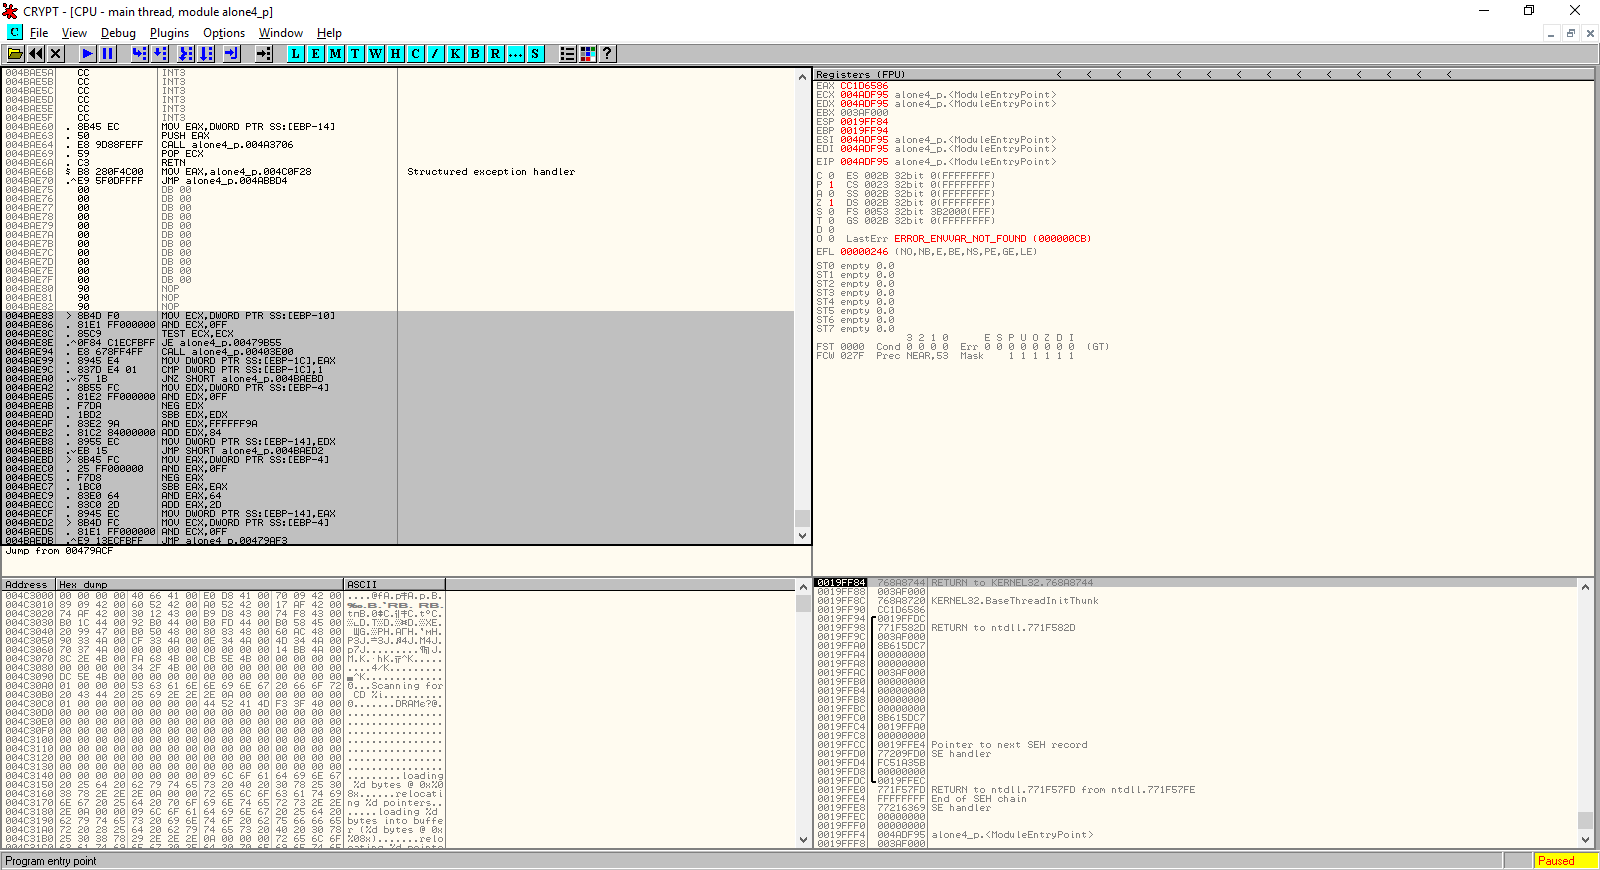 CRYPT - [CPU - main thread, module alone4_p]
C File View Debug Plugins Options Window Help
L E M T W H C / K B R ... S
004BAE5A CC INT3
004BAE5B CC INT3
004BAE5C CC INT3
004BAE5D CC INT3
004BAE5E CC INT3
004BAE5F CC INT3
004BAE60 . 8B45 EC MOV EAX,DWORD PTR SS:[EBP-14]
004BAE63 . 50 PUSH EAX
004BAE64 . E8 9D88FEFF CALL alone4_p.004A3706
004BAE69 . 59 POP ECX
004BAE6A . C3 RETN
004BAE6B $ B8 280F4C00 MOV EAX,alone4_p.004C0F28 Structured exception handler
004BAE70 .^E9 5F0DFFFF JMP alone4_p.004ABBD4
004BAE75 00 DB 00
004BAE76 00 DB 00
004BAE77 00 DB 00
004BAE78 00 DB 00
004BAE79 00 DB 00
004BAE7A 00 DB 00
004BAE7B 00 DB 00
004BAE7C 00 DB 00
004BAE7D 00 DB 00
004BAE7E 00 DB 00
004BAE7F 00 DB 00
004BAE80 90 NOP
004BAE81 90 NOP
004BAE82 90 NOP
004BAE83 > 8B4D F0 MOV ECX,DWORD PTR SS:[EBP-10]
004BAE86 . 81E1 FF000000 AND ECX,0FF
004BAE8C . 85C9 TEST ECX,ECX
004BAE8E .^0F84 C1ECFBFF JE alone4_p.00479B55
004BAE94 . E8 678FF4FF CALL alone4_p.00403E00
004BAE99 . 8945 E4 MOV DWORD PTR SS:[EBP-1C],EAX
004BAE9C . 837D E4 01 CMP DWORD PTR SS:[EBP-1C],1
004BAEA0 .v75 1B JNZ SHORT alone4_p.004BAEBD
004BAEA2 . 8B55 FC MOV EDX,DWORD PTR SS:[EBP-4]
004BAEA5 . 81E2 FF000000 AND EDX,0FF
004BAEAB . F7DA NEG EDX
004BAEAD . 1BD2 SBB EDX,EDX
004BAEAF . 83E2 9A AND EDX,FFFFFF9A
004BAEB2 . 81C2 84000000 ADD EDX,84
004BAEB8 . 8955 EC MOV DWORD PTR SS:[EBP-14],EDX
004BAEBB .vEB 15 JMP SHORT alone4_p.004BAED2
004BAEBD > 8B45 FC MOV EAX,DWORD PTR SS:[EBP-4]
004BAEC0 . 25 FF000000 AND EAX,0FF
004BAEC5 . F7D8 NEG EAX
004BAEC7 . 1BC0 SBB EAX,EAX
004BAEC9 . 83E0 64 AND EAX,64
004BAECC . 83C0 2D ADD EAX,2D
004BAECF . 8945 EC MOV DWORD PTR SS:[EBP-14],EAX
004BAED2 > 8B4D FC MOV ECX,DWORD PTR SS:[EBP-4]
004BAED5 . 81E1 FF000000 AND ECX,0FF
004BAEDB .^E9 13ECFBFF JMP alone4_p.00479AF3
Jump from 00479ACF
Registers (FPU) < < < < < < < < < < < < < <
EAX CC1D6586
ECX 004ADF95 alone4_p.<ModuleEntryPoint>
EDX 004ADF95 alone4_p.<ModuleEntryPoint>
EBX 003AF000
ESP 0019FF84
EBP 0019FF94
ESI 004ADF95 alone4_p.<ModuleEntryPoint>
EDI 004ADF95 alone4_p.<ModuleEntryPoint>
EIP 004ADF95 alone4_p.<ModuleEntryPoint>
C 0 ES 002B 32bit 0(FFFFFFFF)
P 1 CS 0023 32bit 0(FFFFFFFF)
A 0 SS 002B 32bit 0(FFFFFFFF)
Z 1 DS 002B 32bit 0(FFFFFFFF)
S 0 FS 0053 32bit 3B2000(FFF)
T 0 GS 002B 32bit 0(FFFFFFFF)
D 0
O 0 LastErr ERROR_ENVVAR_NOT_FOUND (000000CB)
EFL 00000246 (NO,NB,E,BE,NS,PE,GE,LE)
ST0 empty 0.0
ST1 empty 0.0
ST2 empty 0.0
ST3 empty 0.0
ST4 empty 0.0
ST5 empty 0.0
ST6 empty 0.0
ST7 empty 0.0
3 2 1 0 E S P U O Z D I
FST 0000 Cond 0 0 0 0 Err 0 0 0 0 0 0 0 0 (GT)
FCW 027F Prec NEAR,53 Mask 1 1 1 1 1 1
Address Hex dump ASCII
004C3000 00 00 00 00 40 66 41 00 E0 D8 41 00 70 09 42 00
004C3010 89 09 42 00 60 52 42 00 A0 52 42 00 17 AF 42 00
004C3020 74 AF 42 00 30 12 43 00 B9 D8 43 00 74 F8 43 00
004C3030 B0 1C 44 00 92 B0 44 00 B0 FD 44 00 B0 58 45 00
004C3040 20 99 47 00 B0 50 48 00 80 83 48 00 60 AC 48 00
004C3050 90 33 4A 00 CF 33 4A 00 0E 34 4A 00 4D 34 4A 00
004C3060 70 37 4A 00 00 00 00 00 00 00 00 00 14 BB 4A 00
004C3070 8C 2E 4B 00 FA 68 4B 00 CB 5E 4B 00 00 00 00 00
004C3080 00 00 00 00 34 2F 4B 00 00 00 00 00 00 00 00 00
004C3090 DC 5E 4B 00 00 00 00 00 00 00 00 00 00 00 00 00
004C30A0 01 00 00 00 53 63 61 6E 6E 69 6E 67 20 66 6F 72 0...Scanning for
004C30B0 20 43 44 20 25 69 2E 2E 2E 0A 00 00 00 00 00 00 CD %i..........
004C30C0 01 00 00 00 00 00 00 00 44 52 41 4D F3 3F 40 00
004C30D0 00 00 00 00 00 00 00 00 00 00 00 00 00 00 00 00 ................
004C30E0 00 00 00 00 00 00 00 00 00 00 00 00 00 00 00 00 ................
004C30F0 00 00 00 00 00 00 00 00 00 00 00 00 00 00 00 00 ................
004C3100 00 00 00 00 00 00 00 00 00 00 00 00 00 00 00 00 ................
004C3110 00 00 00 00 00 00 00 00 00 00 00 00 00 00 00 00 ................
004C3120 00 00 00 00 00 00 00 00 00 00 00 00 00 00 00 00 ................
004C3130 00 00 00 00 00 00 00 00 00 00 00 00 00 00 00 00 ................
004C3140 00 00 00 00 00 00 00 00 09 6C 6F 61 64 69 6E 67 .........loading
004C3150 20 25 64 20 62 79 74 65 73 20 40 20 30 78 25 30 %d bytes @ 0x%0
004C3160 38 78 2E 2E 2E 0A 00 00 72 65 6C 6F 63 61 74 69 8x......relocati
004C3170 6E 67 20 25 64 20 70 6F 69 6E 74 65 72 73 2E 2E ng %d pointers..
004C3180 2E 0A 00 00 09 6C 6F 61 64 69 6E 67 20 25 64 20 .....loading %d
004C3190 62 79 74 65 73 20 69 6E 74 6F 20 62 75 66 66 65 bytes into buffe
004C31A0 72 20 28 25 64 20 62 79 74 65 73 20 40 20 30 78 r (%d bytes @ 0x
004C31B0 25 30 38 78 29 2E 2E 2E 0A 00 00 00 72 65 6C 6F %08x).......relo
0019FF84 768A8744 RETURN to KERNEL32.768A8744
0019FF88 003AF000
0019FF8C 768A8720 KERNEL32.BaseThreadInitThunk
0019FF90 CC1D6586
0019FF94 0019FFDC
0019FF98 771F582D RETURN to ntdll.771F582D
0019FF9C 003AF000
0019FFA0 8B615DC7
0019FFA4 00000000
0019FFA8 00000000
0019FFAC 003AF000
0019FFB0 00000000
0019FFB4 00000000
0019FFB8 00000000
0019FFBC 00000000
0019FFC0 8B615DC7
0019FFC4 0019FFA0
0019FFC8 00000000
0019FFCC 0019FFE4 Pointer to next SEH record
0019FFD0 77209FD0 SE handler
0019FFD4 FC51A35B
0019FFD8 00000000
0019FFDC 0019FFEC
0019FFE0 771F57FD RETURN to ntdll.771F57FD from ntdll.771F57FE
0019FFE4 FFFFFFFF End of SEH chain
0019FFE8 77216369 SE handler
0019FFEC 00000000
0019FFF0 00000000
0019FFF4 004ADF95 alone4_p.<ModuleEntryPoint>
0019FFF8 003AF000
Program entry point
Paused